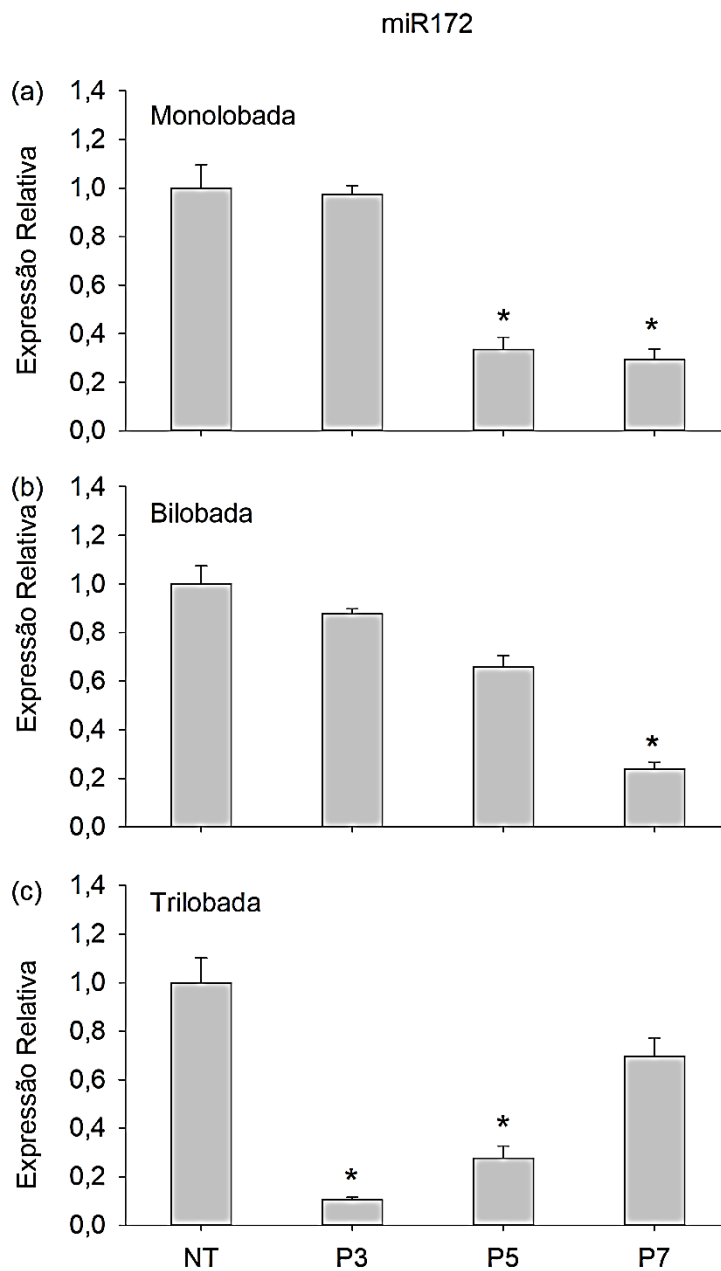 miR172
(a)
Monolobada
Expressão Relativa
1,4
1,2
1,0
0,8
0,6
0,4
0,2
0,0
*
*
(b)
Bilobada
Expressão Relativa
1,4
1,2
1,0
0,8
0,6
0,4
0,2
0,0
*
(c)
Trilobada
Expressão Relativa
1,4
1,2
1,0
0,8
0,6
0,4
0,2
0,0
*
*
NT P3 P5 P7